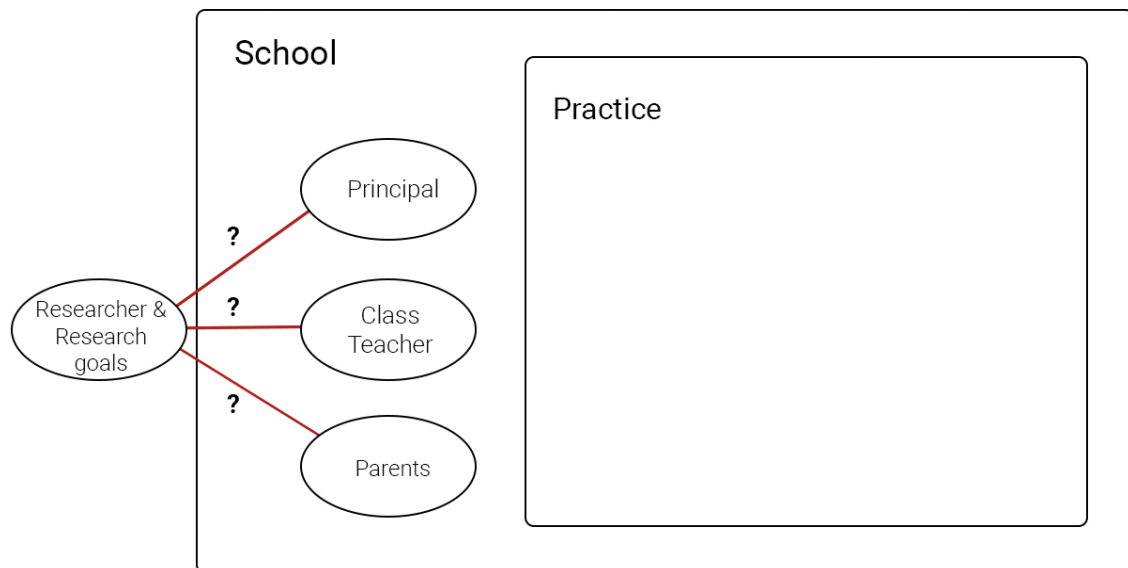 School
Practice
Principal
?
?
Researcher &
Research
goals
Class
Teacher
?
Parents